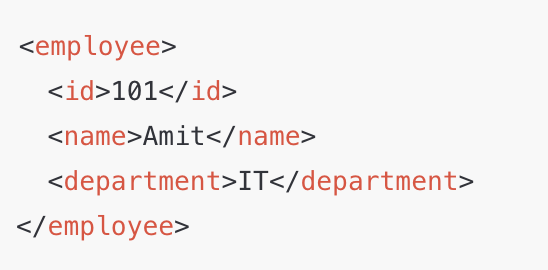 <employee>
  <id>101</id>
  <name>Amit</name>
  <department>IT</department>
</employee>